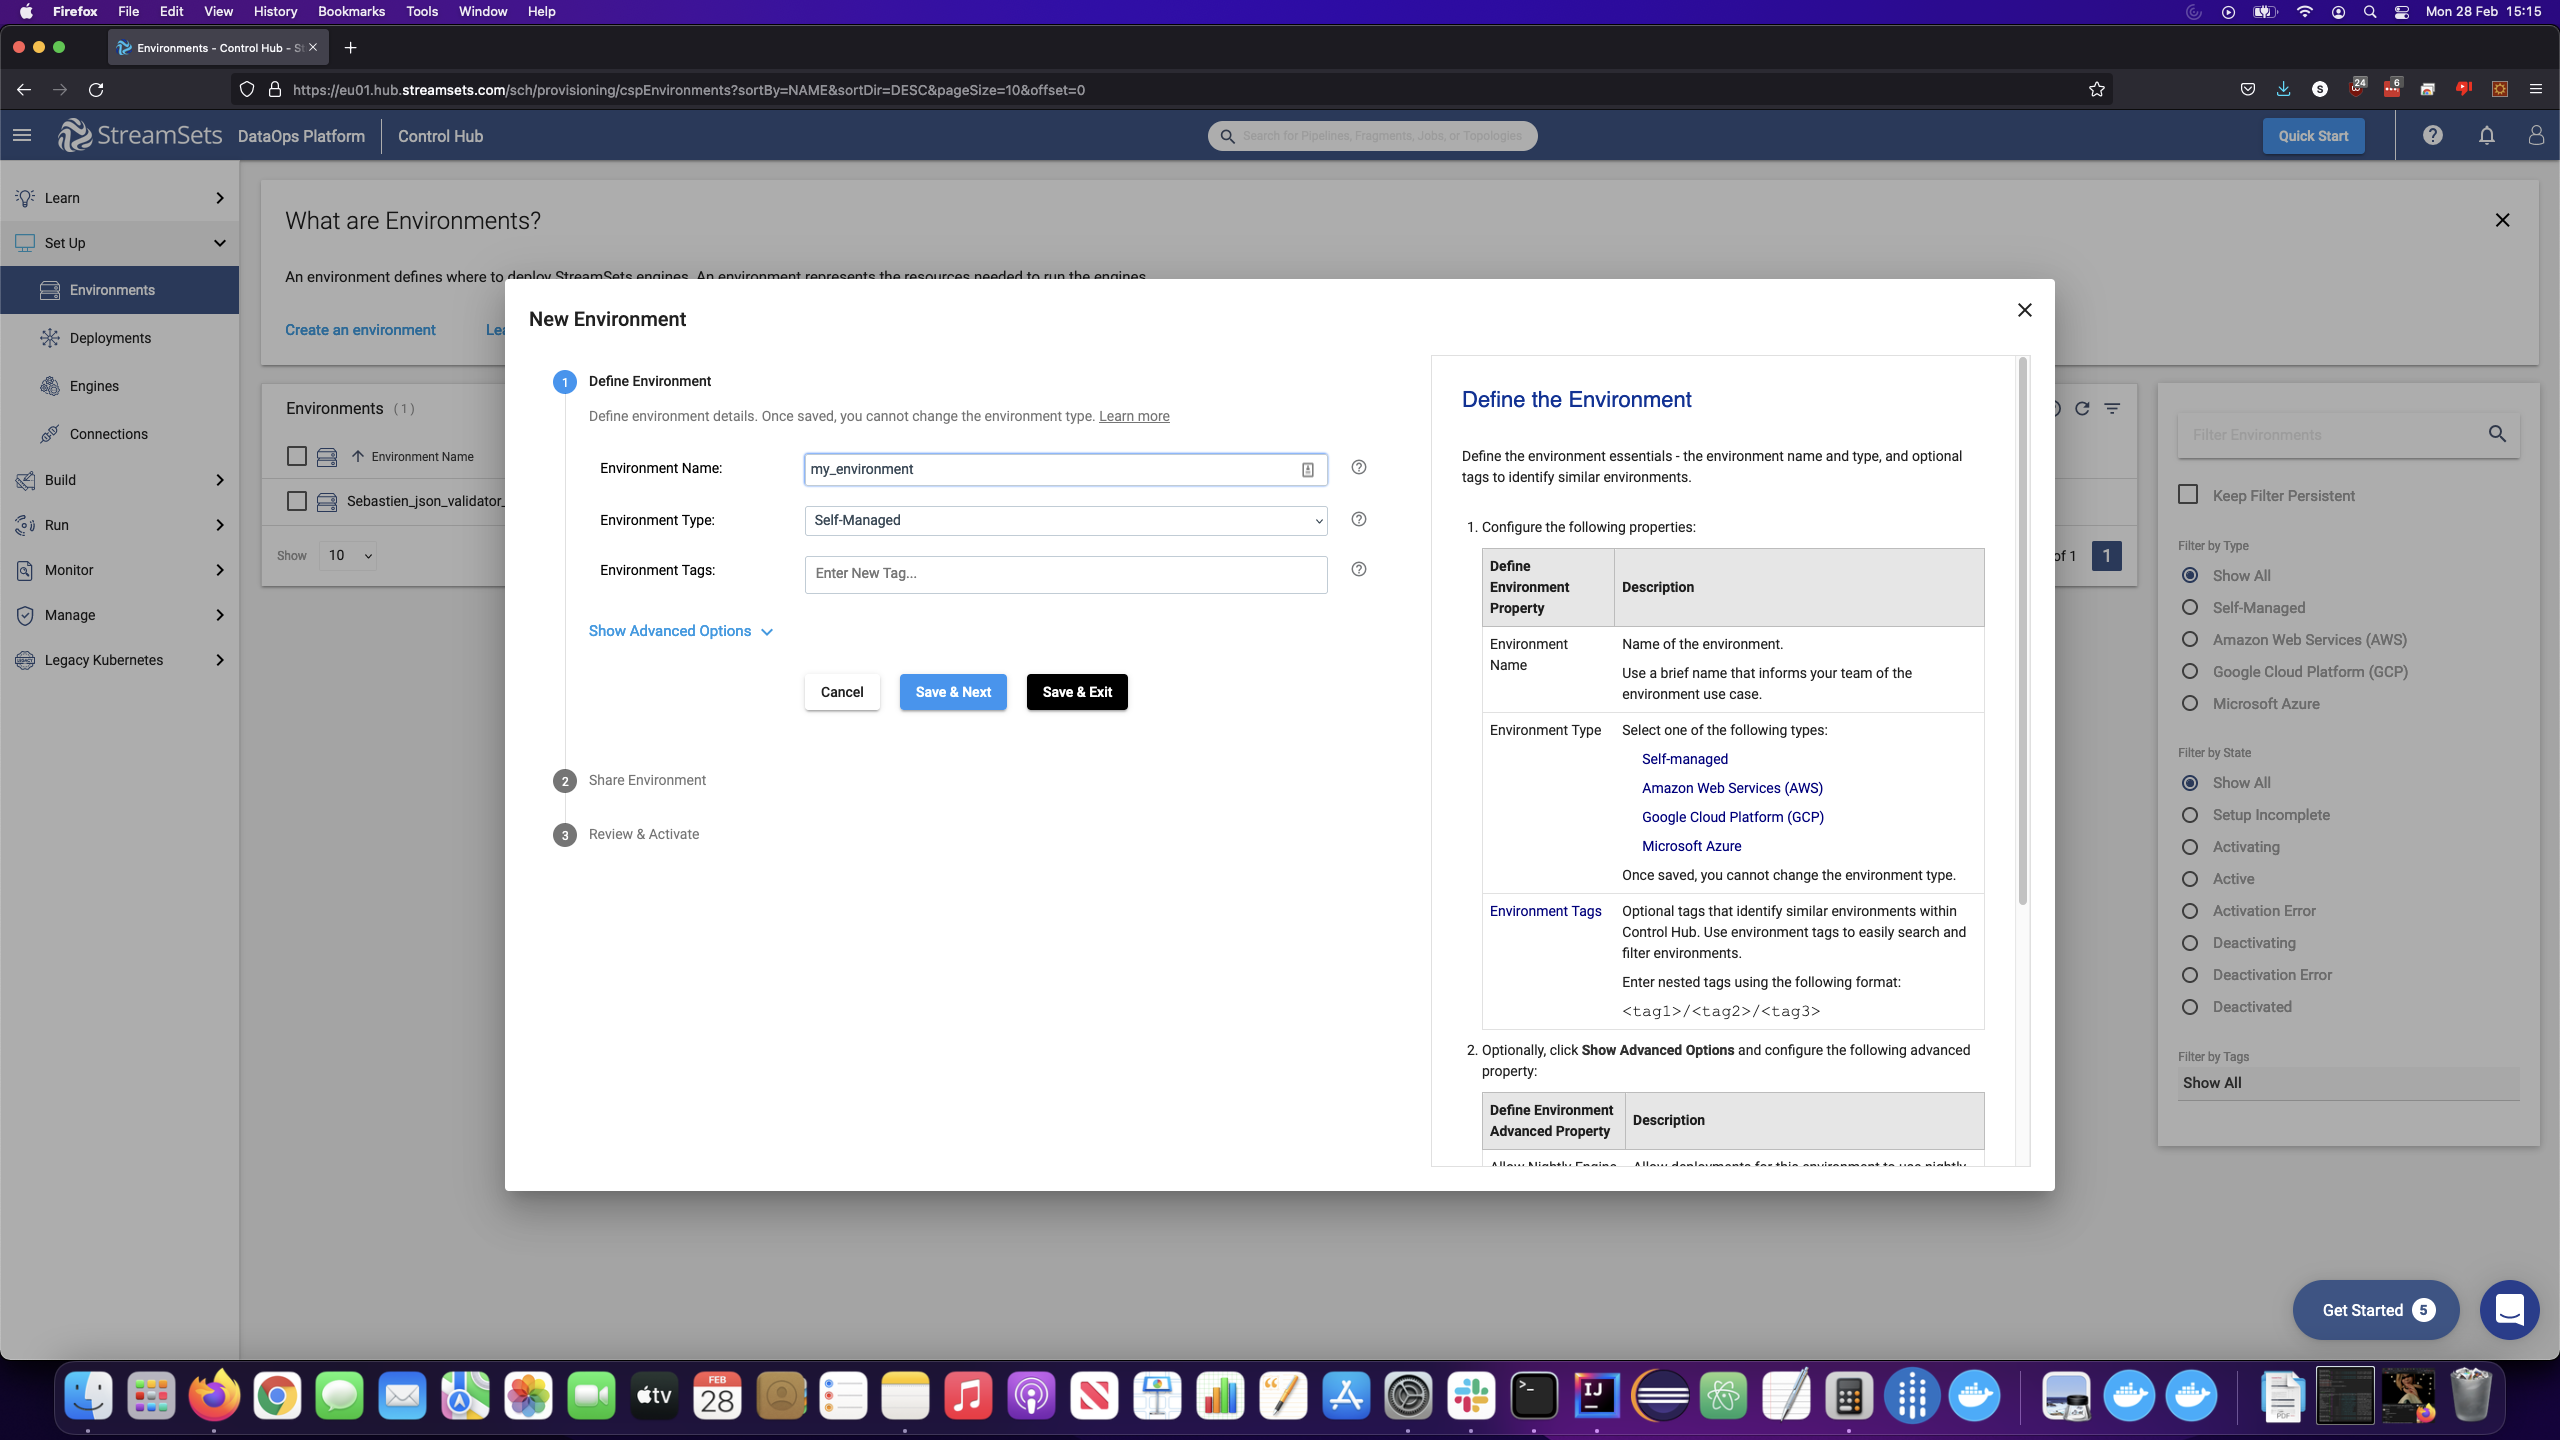 Firefox File Edit View History Bookmarks Tools Window Help
Mon 28 Feb 15:15
Environments - Control Hub - St
https://eu01.hub.streamsets.com/sch/provisioning/cspEnvironments?sortBy=NAME&sortDir=DESC&pageSize=10&offset=0
S
24
6
StreamSets DataOps Platform Control Hub
Search for Pipelines, Fragments, Jobs, or Topologies
Quick Start
Learn
Set Up
Environments
Deployments
Engines
Connections
Build
Run
Monitor
Manage
Legacy Kubernetes
What are Environments?
An environment defines where to deploy StreamSets engines. An environment represents the resources needed to run the engines.
Create an environment
Lea
Environments (1)
Environment Name
Sebastien_json_validator_
Show 10
of 1 1
New Environment
1 Define Environment
Define environment details. Once saved, you cannot change the environment type. Learn more
Environment Name: my_environment
Environment Type: Self-Managed
Environment Tags: Enter New Tag...
Show Advanced Options
Cancel Save & Next Save & Exit
2 Share Environment
3 Review & Activate
Define the Environment
Define the environment essentials - the environment name and type, and optional
tags to identify similar environments.
1. Configure the following properties:
Define
Environment
Property
Description
Environment
Name
Name of the environment.
Use a brief name that informs your team of the
environment use case.
Environment Type
Select one of the following types:
Self-managed
Amazon Web Services (AWS)
Google Cloud Platform (GCP)
Microsoft Azure
Once saved, you cannot change the environment type.
Environment Tags
Optional tags that identify similar environments within
Control Hub. Use environment tags to easily search and
filter environments.
Enter nested tags using the following format:
<tag1>/<tag2>/<tag3>
2. Optionally, click Show Advanced Options and configure the following advanced
property:
Define Environment
Advanced Property
Description
Allow Nightly Engine
Allow deployments for this environment to use nightly
Filter Environments
Keep Filter Persistent
Filter by Type
Show All
Self-Managed
Amazon Web Services (AWS)
Google Cloud Platform (GCP)
Microsoft Azure
Filter by State
Show All
Setup Incomplete
Activating
Active
Activation Error
Deactivating
Deactivation Error
Deactivated
Filter by Tags
Show All
Get Started 5
tv
FEB
28
IJ
PDF